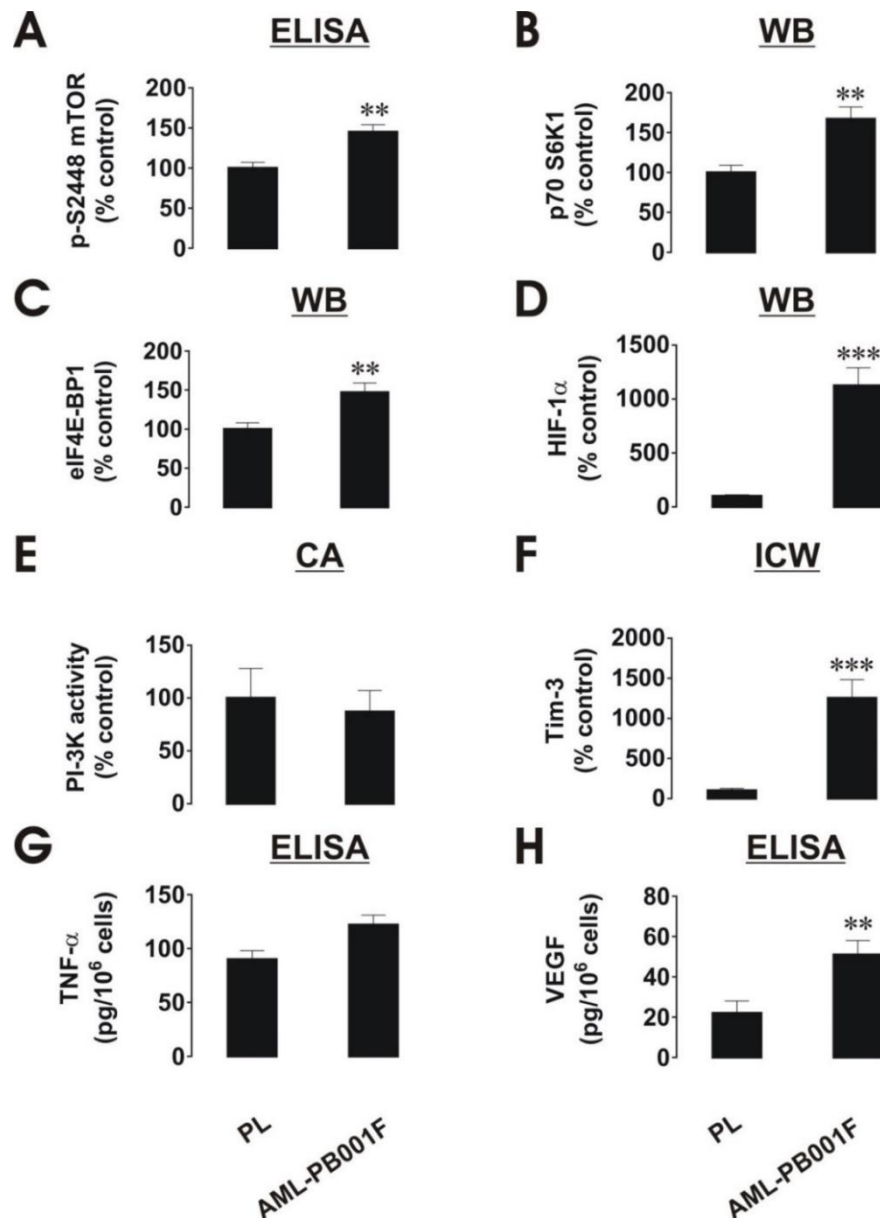 A
ELISA
p-S2448 mTOR
(% control)
200
150
100
50
0
**
B
WB
p70 S6K1
(% control)
200
150
100
50
0
**
C
WB
eIF4E-BP1
(% control)
200
150
100
50
0
**
D
WB
HIF-1α
(% control)
1500
1000
500
0
***
E
CA
PI-3K activity
(% control)
150
100
50
0
F
ICW
Tim-3
(% control)
2000
1500
1000
500
0
***
G
ELISA
TNF-α
(pg/10⁶ cells)
150
100
50
0
H
ELISA
VEGF
(pg/10⁶ cells)
80
60
40
20
0
**
PL
AML-PB001F
PL
AML-PB001F